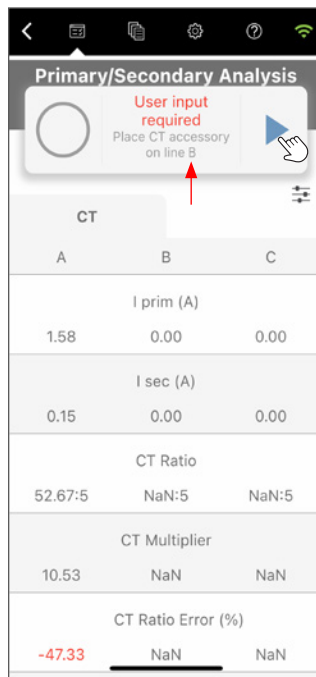 Primary/Secondary Analysis
User input
required
Place CT accessory
on line B
CT
A B C
I prim (A)
1.58 0.00 0.00
I sec (A)
0.15 0.00 0.00
CT Ratio
52.67:5 NaN:5 NaN:5
CT Multiplier
10.53 NaN NaN
CT Ratio Error (%)
-47.33 NaN NaN